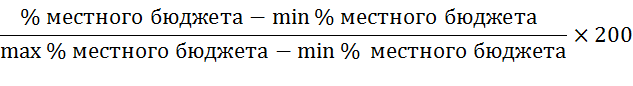 % местного бюджета − min % местного бюджета
max % местного бюджета − min % местного бюджета × 200